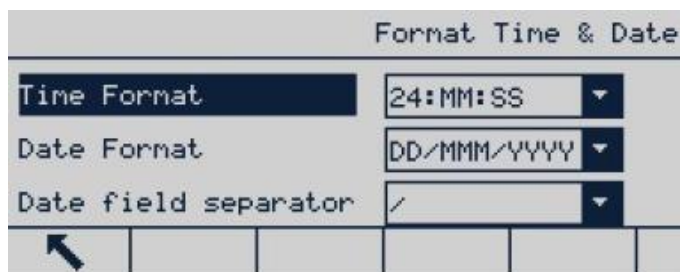 Format Time & Date
Time Format 24:MM:SS
Date Format DD/MMM/YYYY
Date field separator /